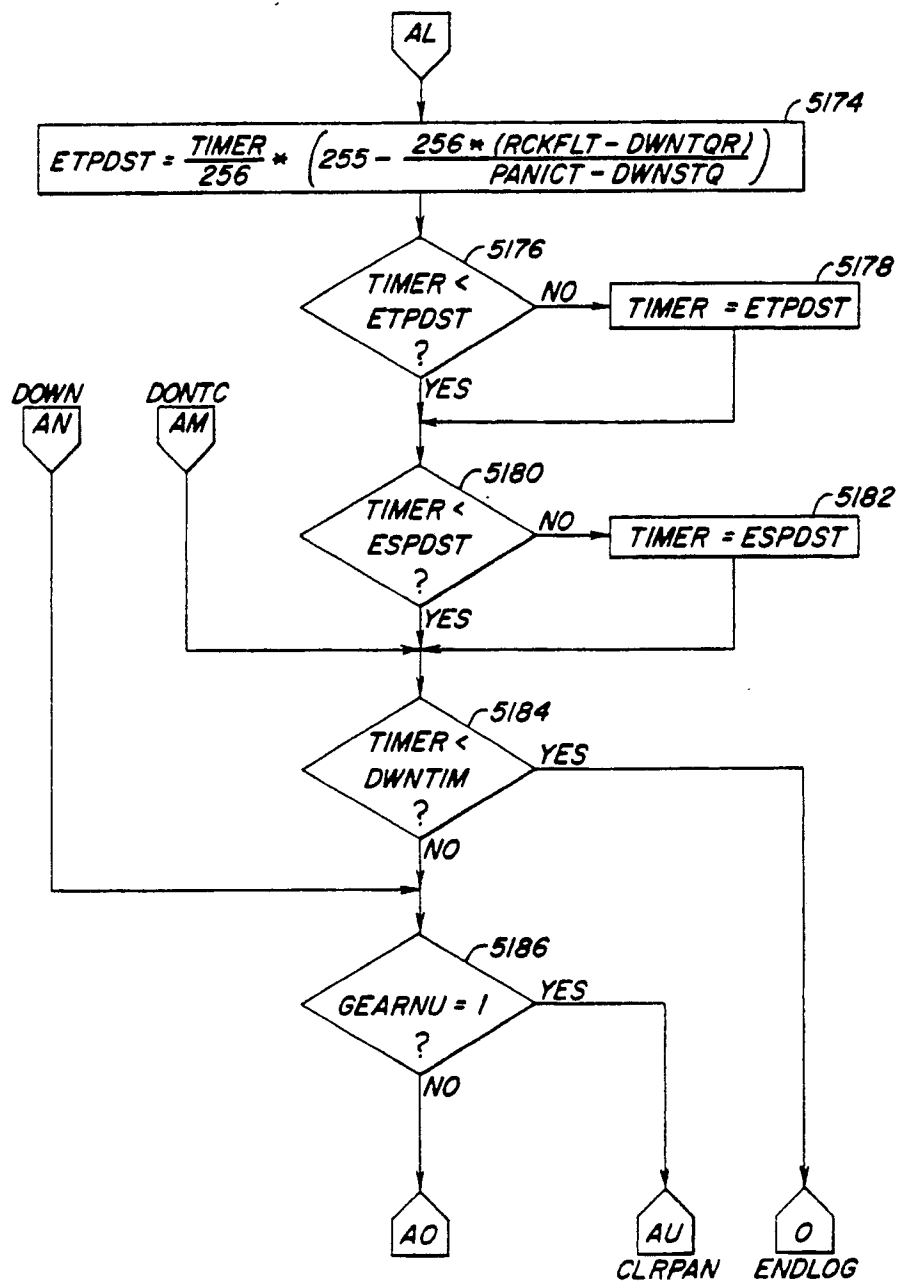 AL
5174
ETPDST = TIMER / 256 * (255 - 256 * (RCKFLT - DWNTQR) / PANICT - DWNSTQ)
5176
TIMER <
ETPDST
?
NO
5178
TIMER = ETPDST
YES
DOWN
AN
DONTC
AM
5180
TIMER <
ESPDST
?
NO
5182
TIMER = ESPDST
YES
5184
TIMER <
DWNTIM
?
YES
NO
5186
GEARNU = 1
?
YES
NO
AO
AU
CLRPAN
O
ENDLOG